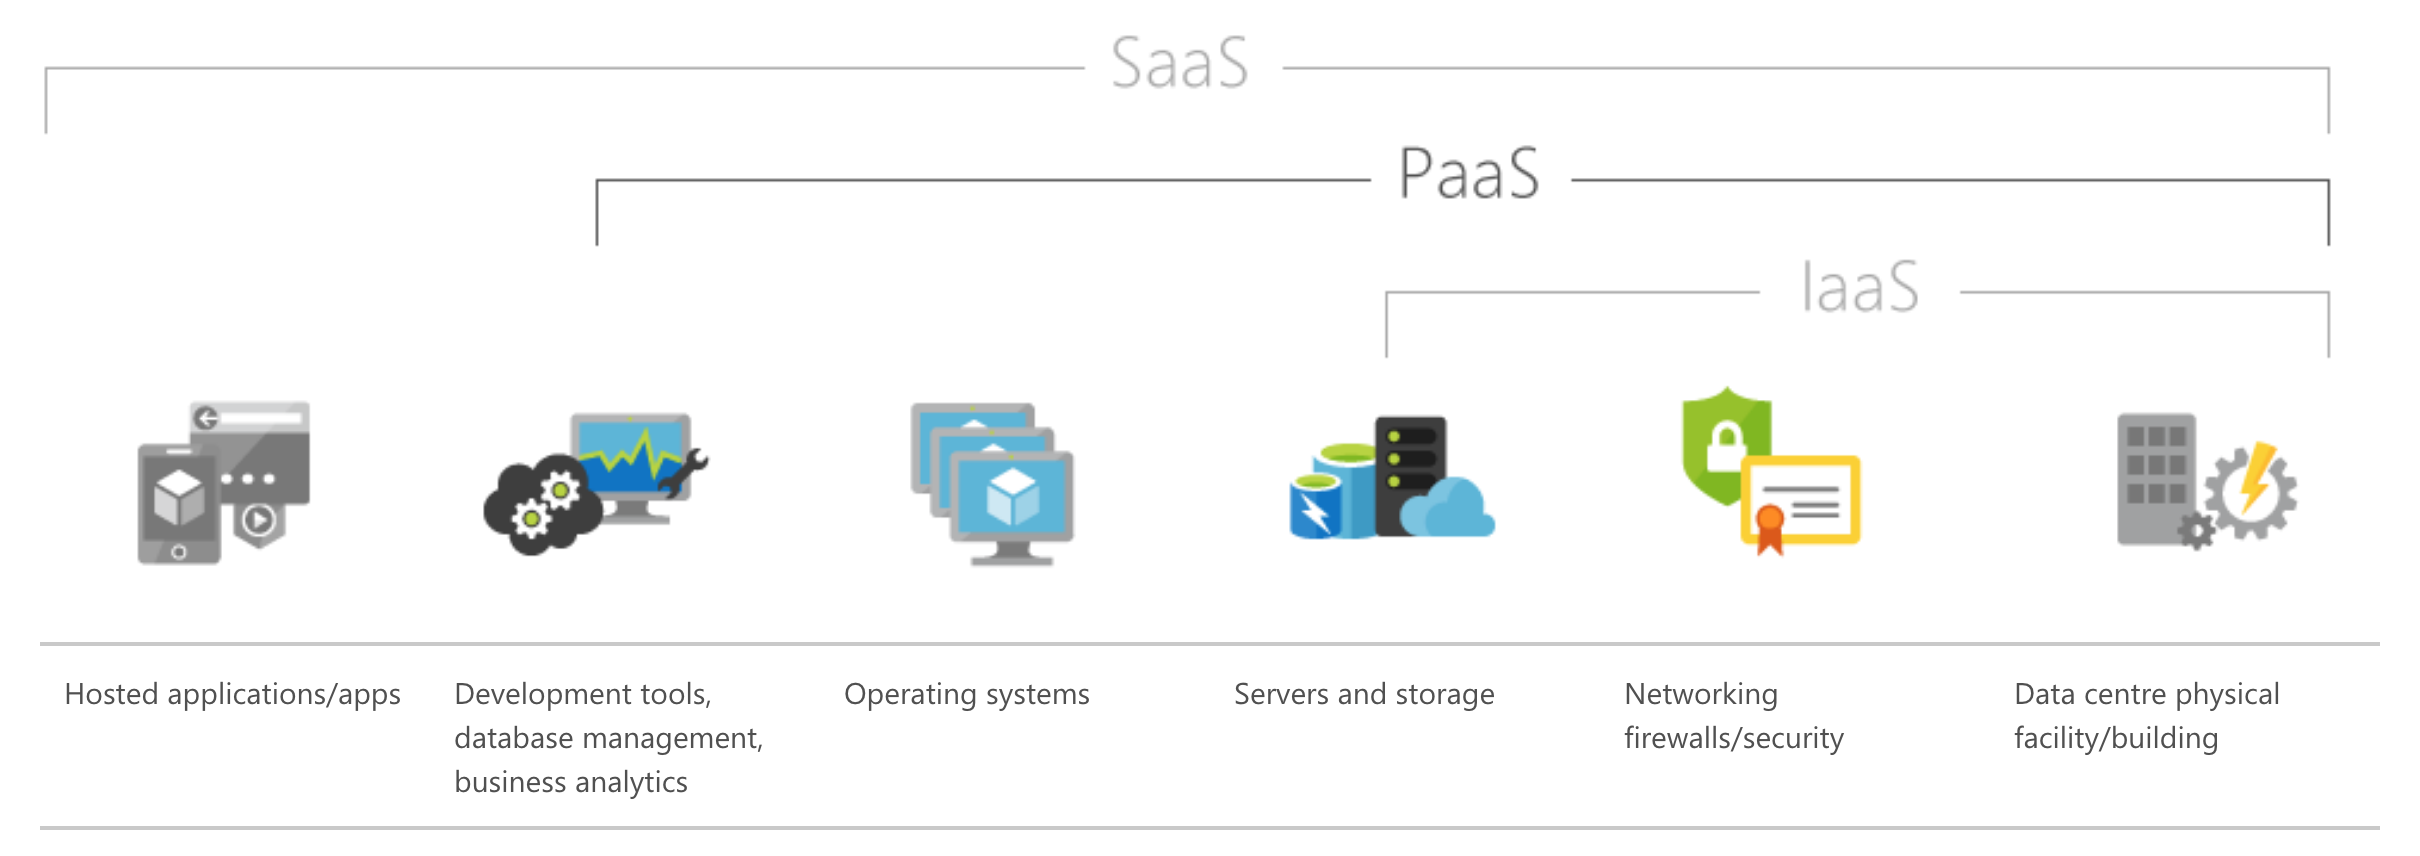 SaaS
PaaS
IaaS
Hosted applications/apps
Development tools,
database management,
business analytics
Operating systems
Servers and storage
Networking
firewalls/security
Data centre physical
facility/building